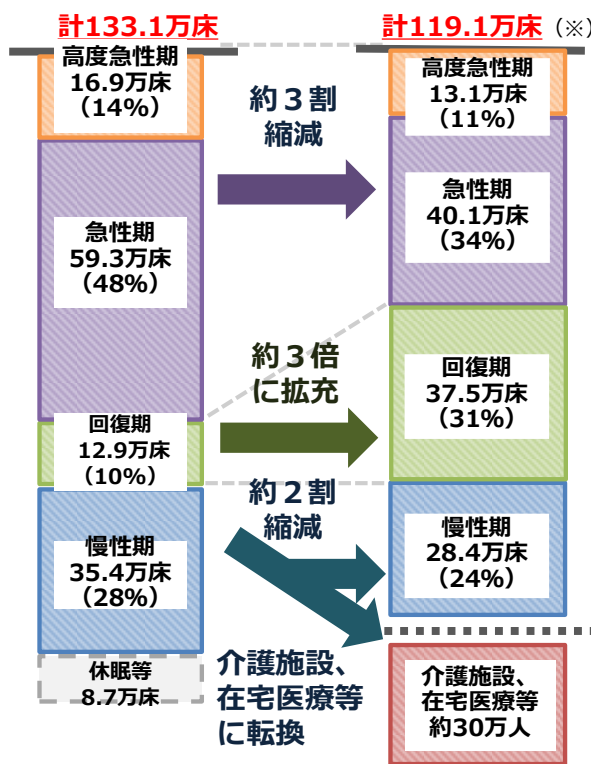 計133.1万床
高度急性期
16.9万床
（14%）
急性期
59.3万床
（48%）
回復期
12.9万床
（10%）
慢性期
35.4万床
（28%）
休眠等
8.7万床
約３割
縮減
約３倍
に拡充
約２割
縮減
介護施設、
在宅医療等
に転換
計119.1万床（※）
高度急性期
13.1万床
（11%）
急性期
40.1万床
（34%）
回復期
37.5万床
（31%）
慢性期
28.4万床
（24%）
介護施設、
在宅医療等
約30万人